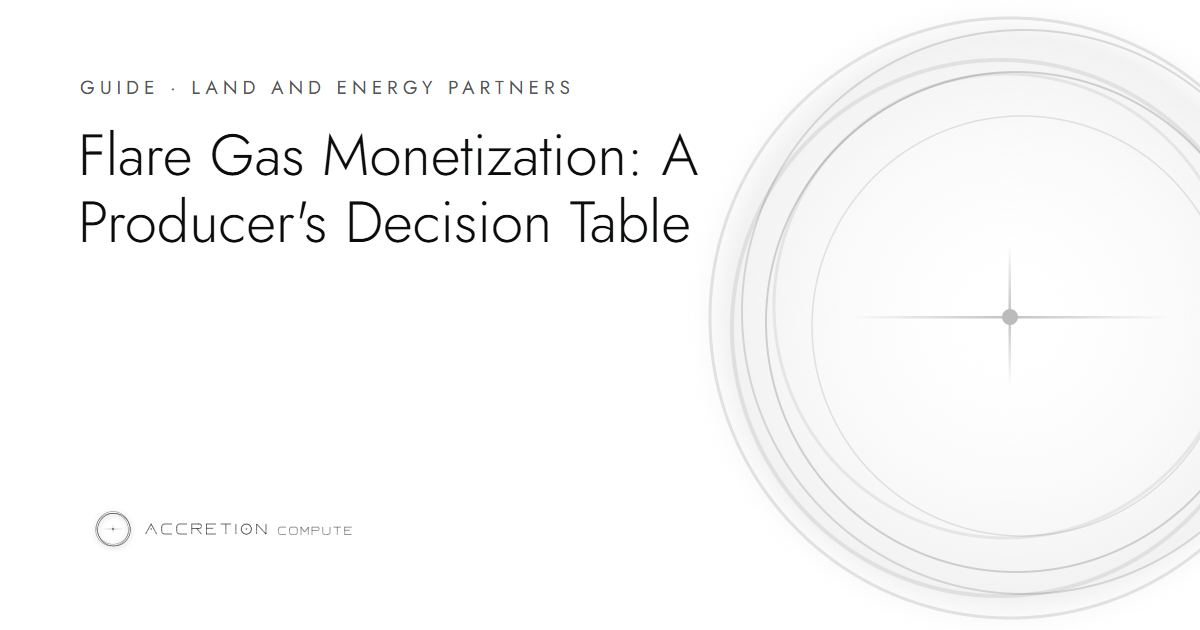 GUIDE · LAND AND ENERGY PARTNERS
Flare Gas Monetization: A
Producer's Decision Table
ACCRETION COMPUTE